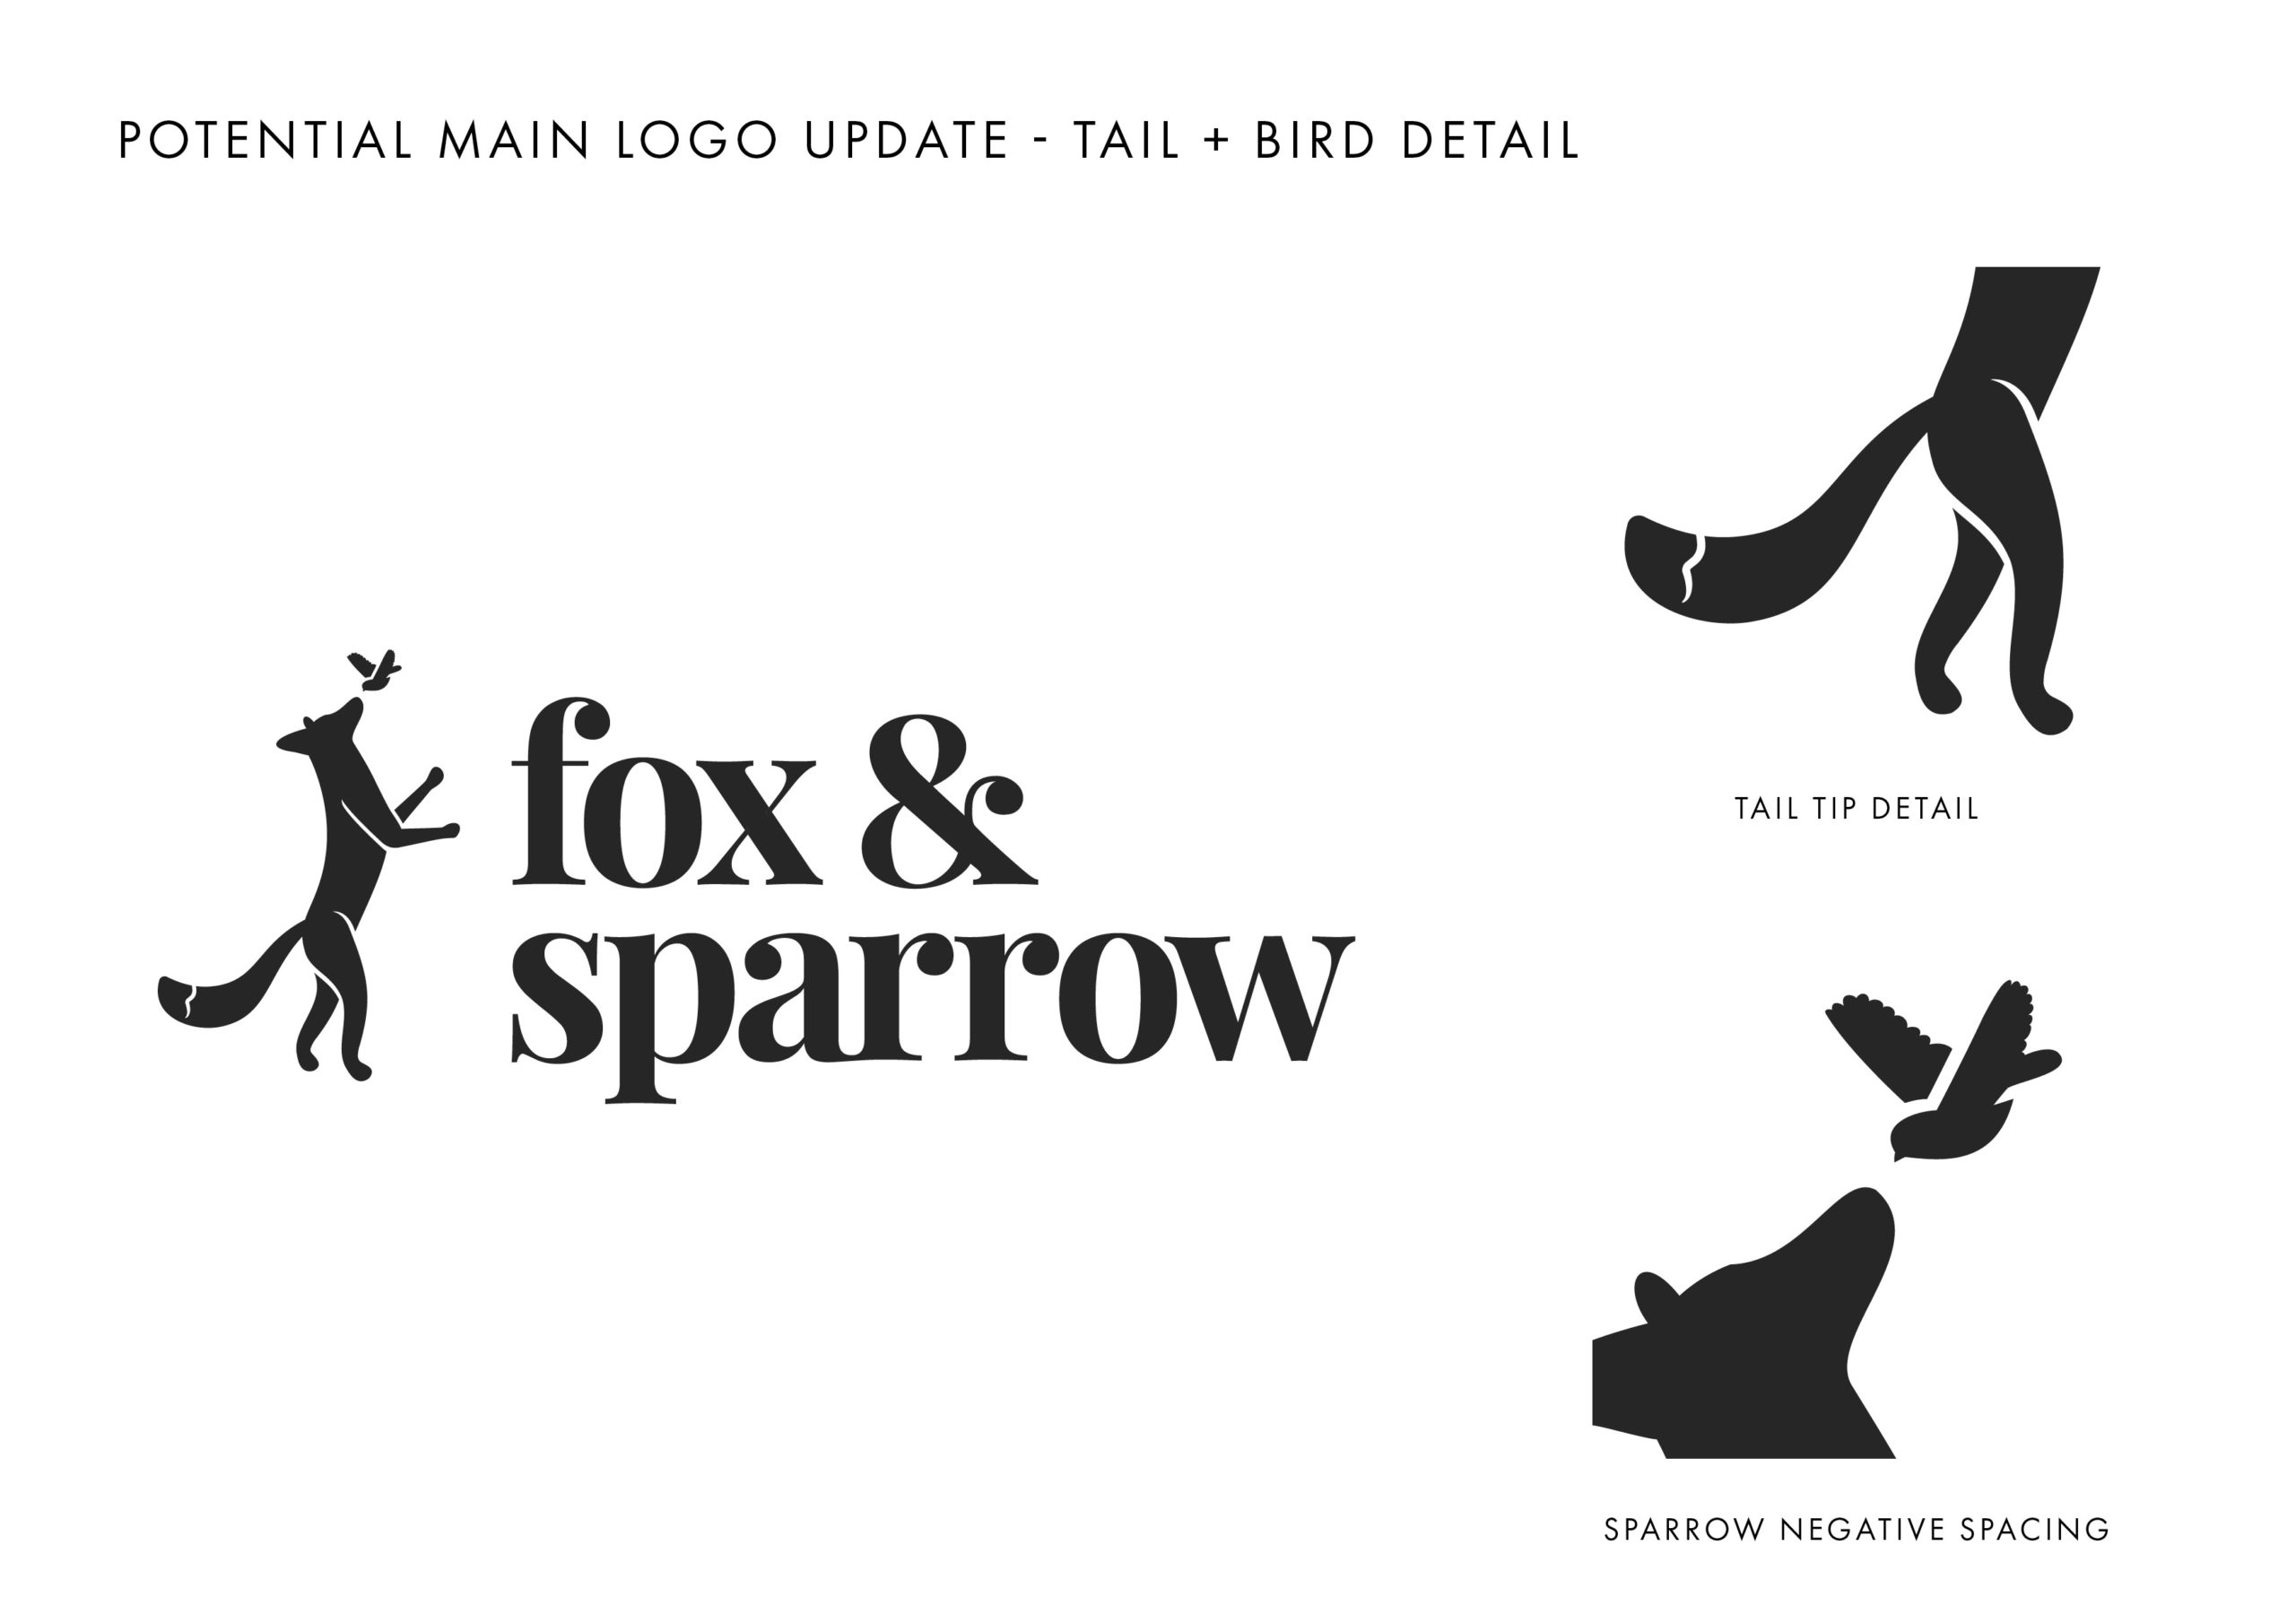 POTENTIAL MAIN LOGO UPDATE - TAIL + BIRD DETAIL
fox &
sparrow
TAIL TIP DETAIL
SPARROW NEGATIVE SPACING